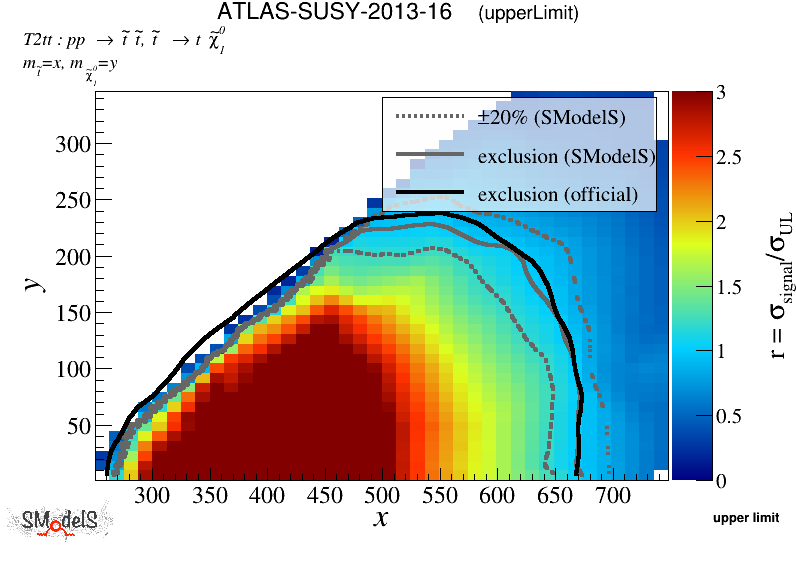 ATLAS-SUSY-2013-16 (upperLimit)
T2tt : pp → t̃ t̃, t̃ → t χ̃₁⁰
m_t̃=x, m_χ̃₁⁰=y
±20% (SModelS)
exclusion (SModelS)
exclusion (official)
y
300
250
200
150
100
50
300 350 400 450 500 550 600 650 700
x
3
2.5
2
1.5
1
0.5
0
r = σ_signal/σ_UL
SModelS
upper limit